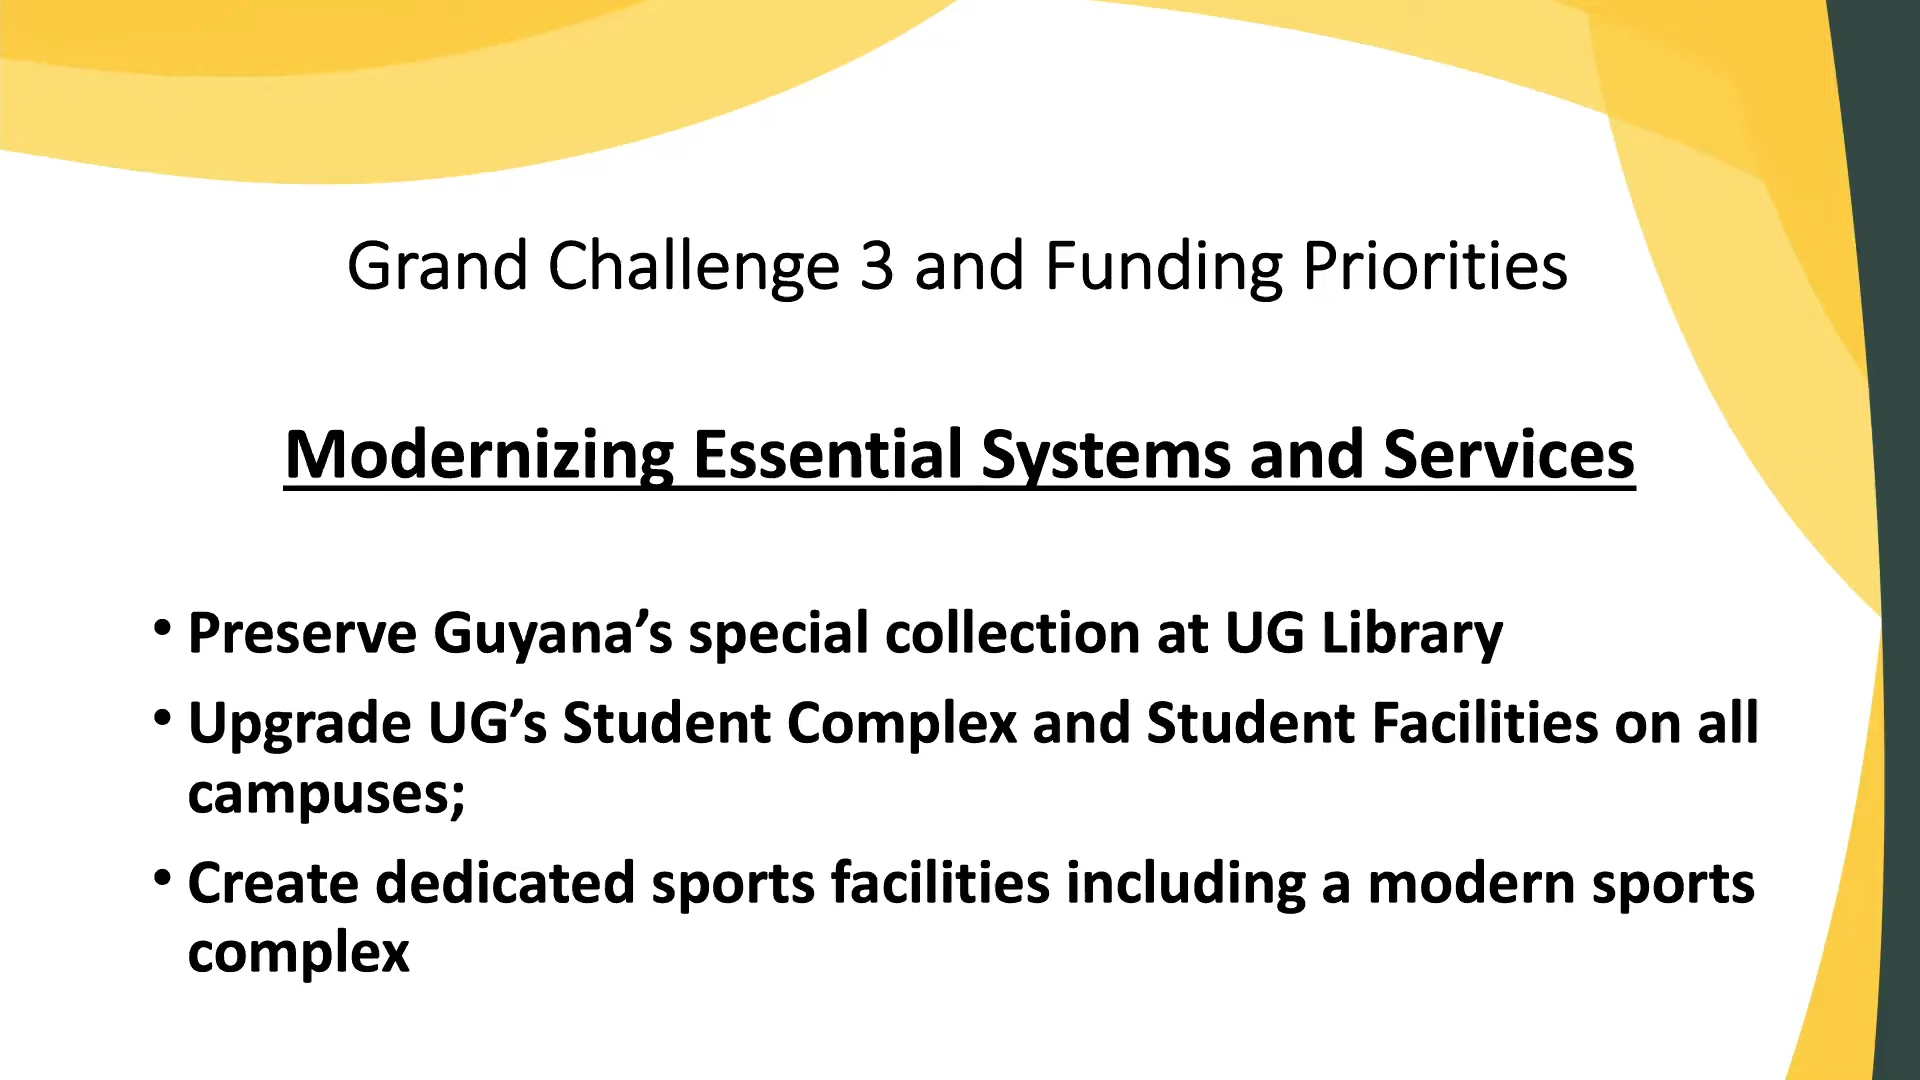 Grand Challenge 3 and Funding Priorities
Modernizing Essential Systems and Services
• Preserve Guyana’s special collection at UG Library
• Upgrade UG’s Student Complex and Student Facilities on all
campuses;
• Create dedicated sports facilities including a modern sports
complex